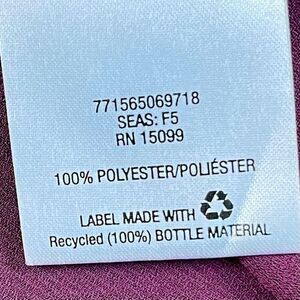 771565069718
SEAS: F5
RN 15099
100% POLYESTER/POLIÉSTER
LABEL MADE WITH
Recycled (100%) BOTTLE MATERIAL